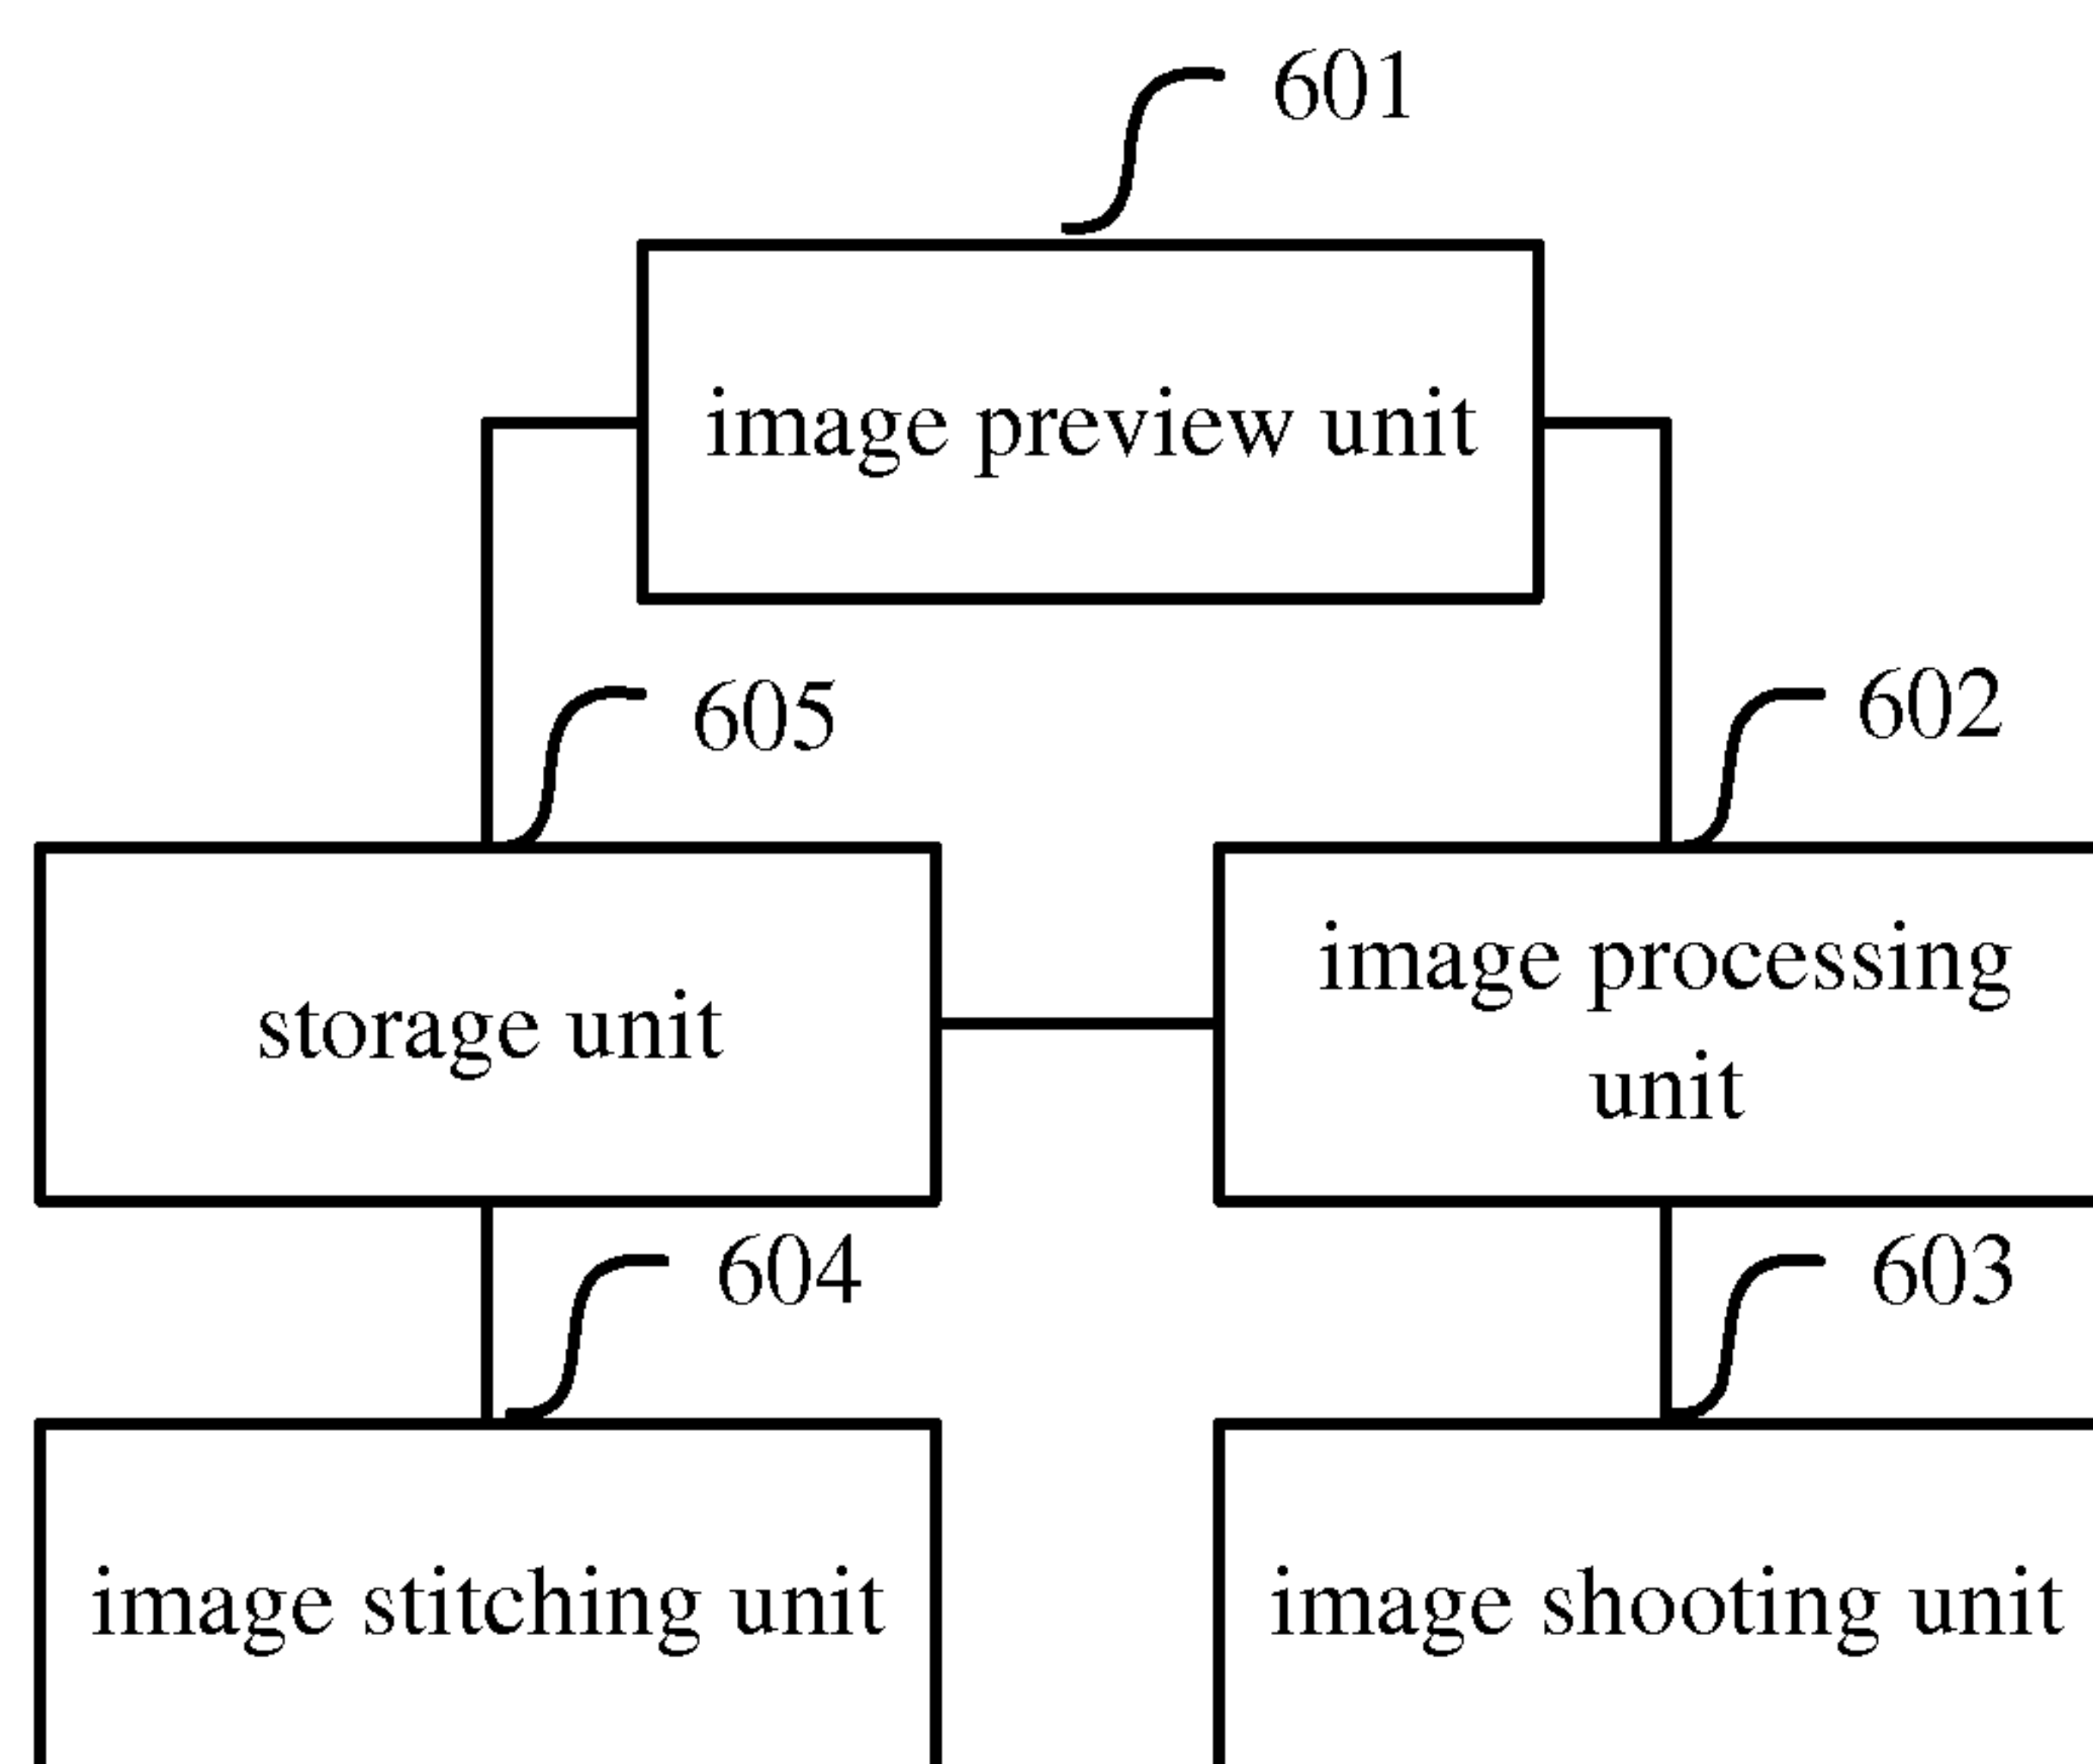 601
image preview unit
605
602
storage unit
image processing
unit
604
603
image stitching unit
image shooting unit